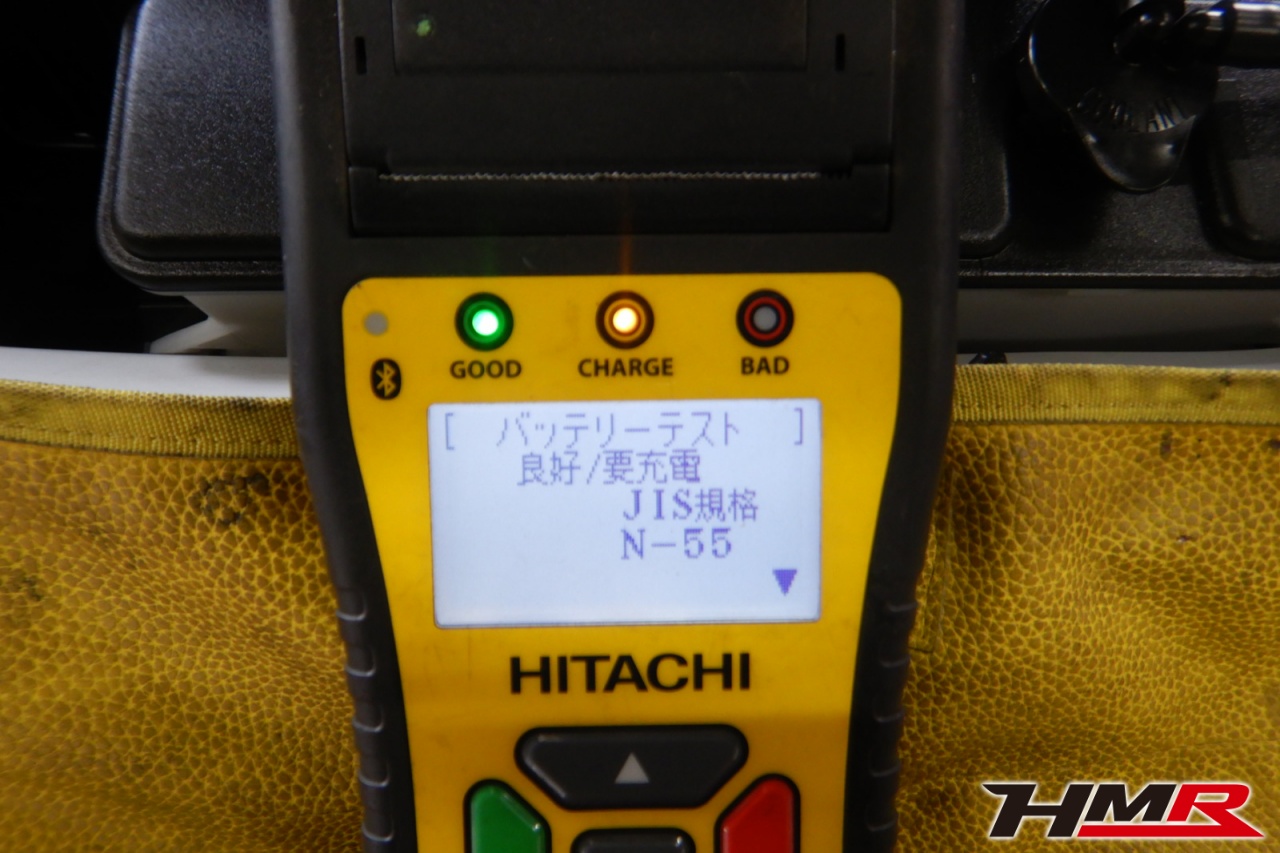 GOOD CHARGE BAD
[ バッテリーテスト ]
良好/要充電
JIS規格
N-55
HITACHI
HMR